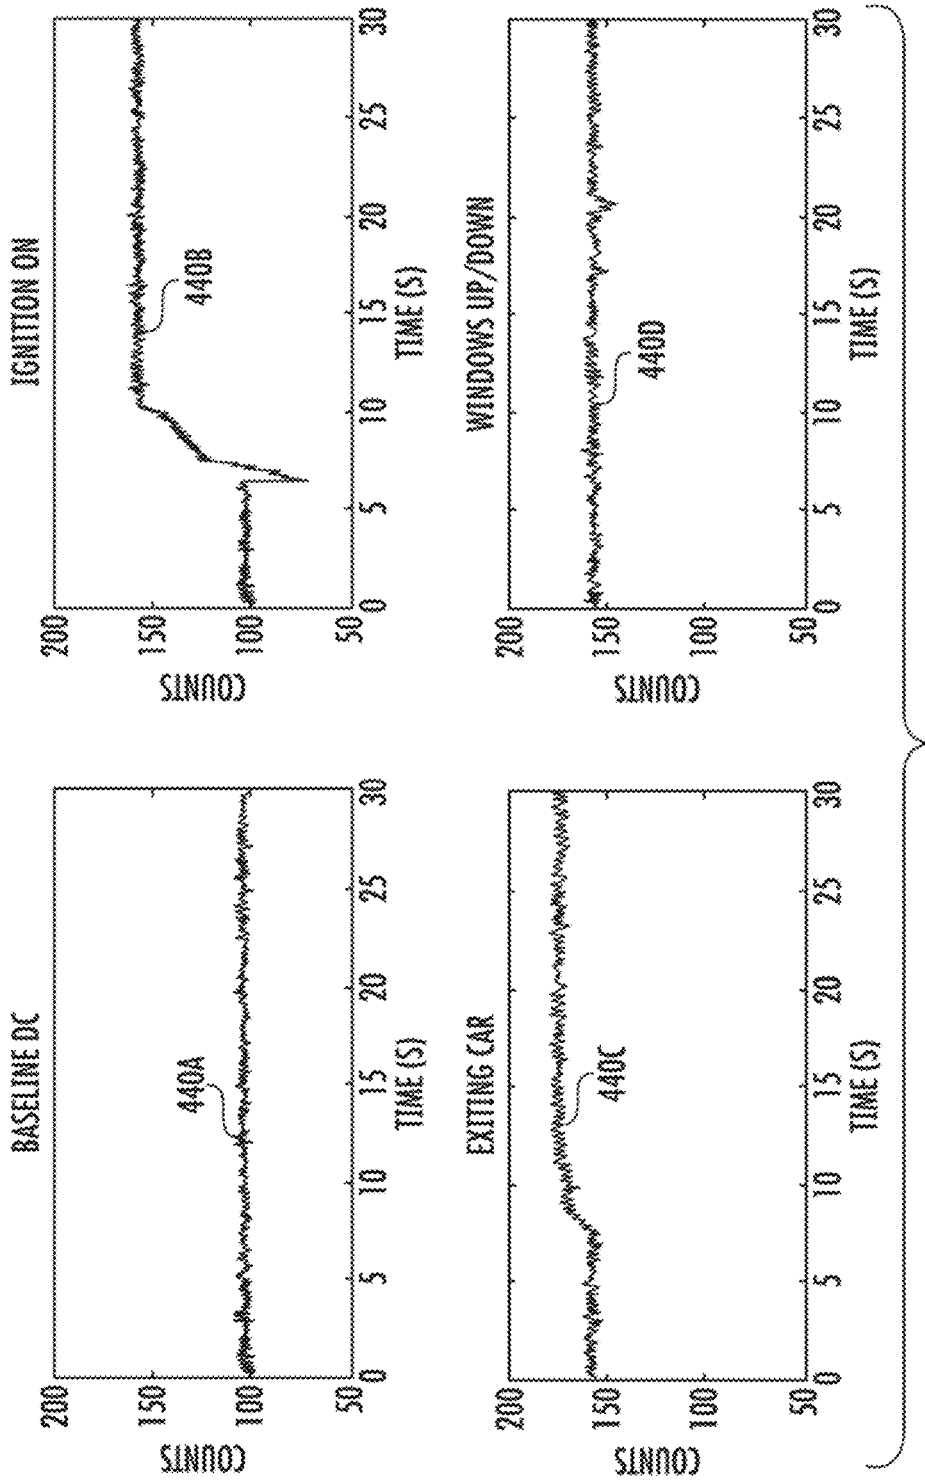 BASELINE DC
200
150
100
50
COUNTS
440A
0 5 10 15 20 25 30
TIME (S)
IGNITION ON
200
150
100
50
COUNTS
440B
0 5 10 15 20 25 30
TIME (S)
EXITING CAR
200
150
100
50
COUNTS
440C
0 5 10 15 20 25 30
TIME (S)
WINDOWS UP/DOWN
200
150
100
50
COUNTS
440D
0 5 10 15 20 25 30
TIME (S)